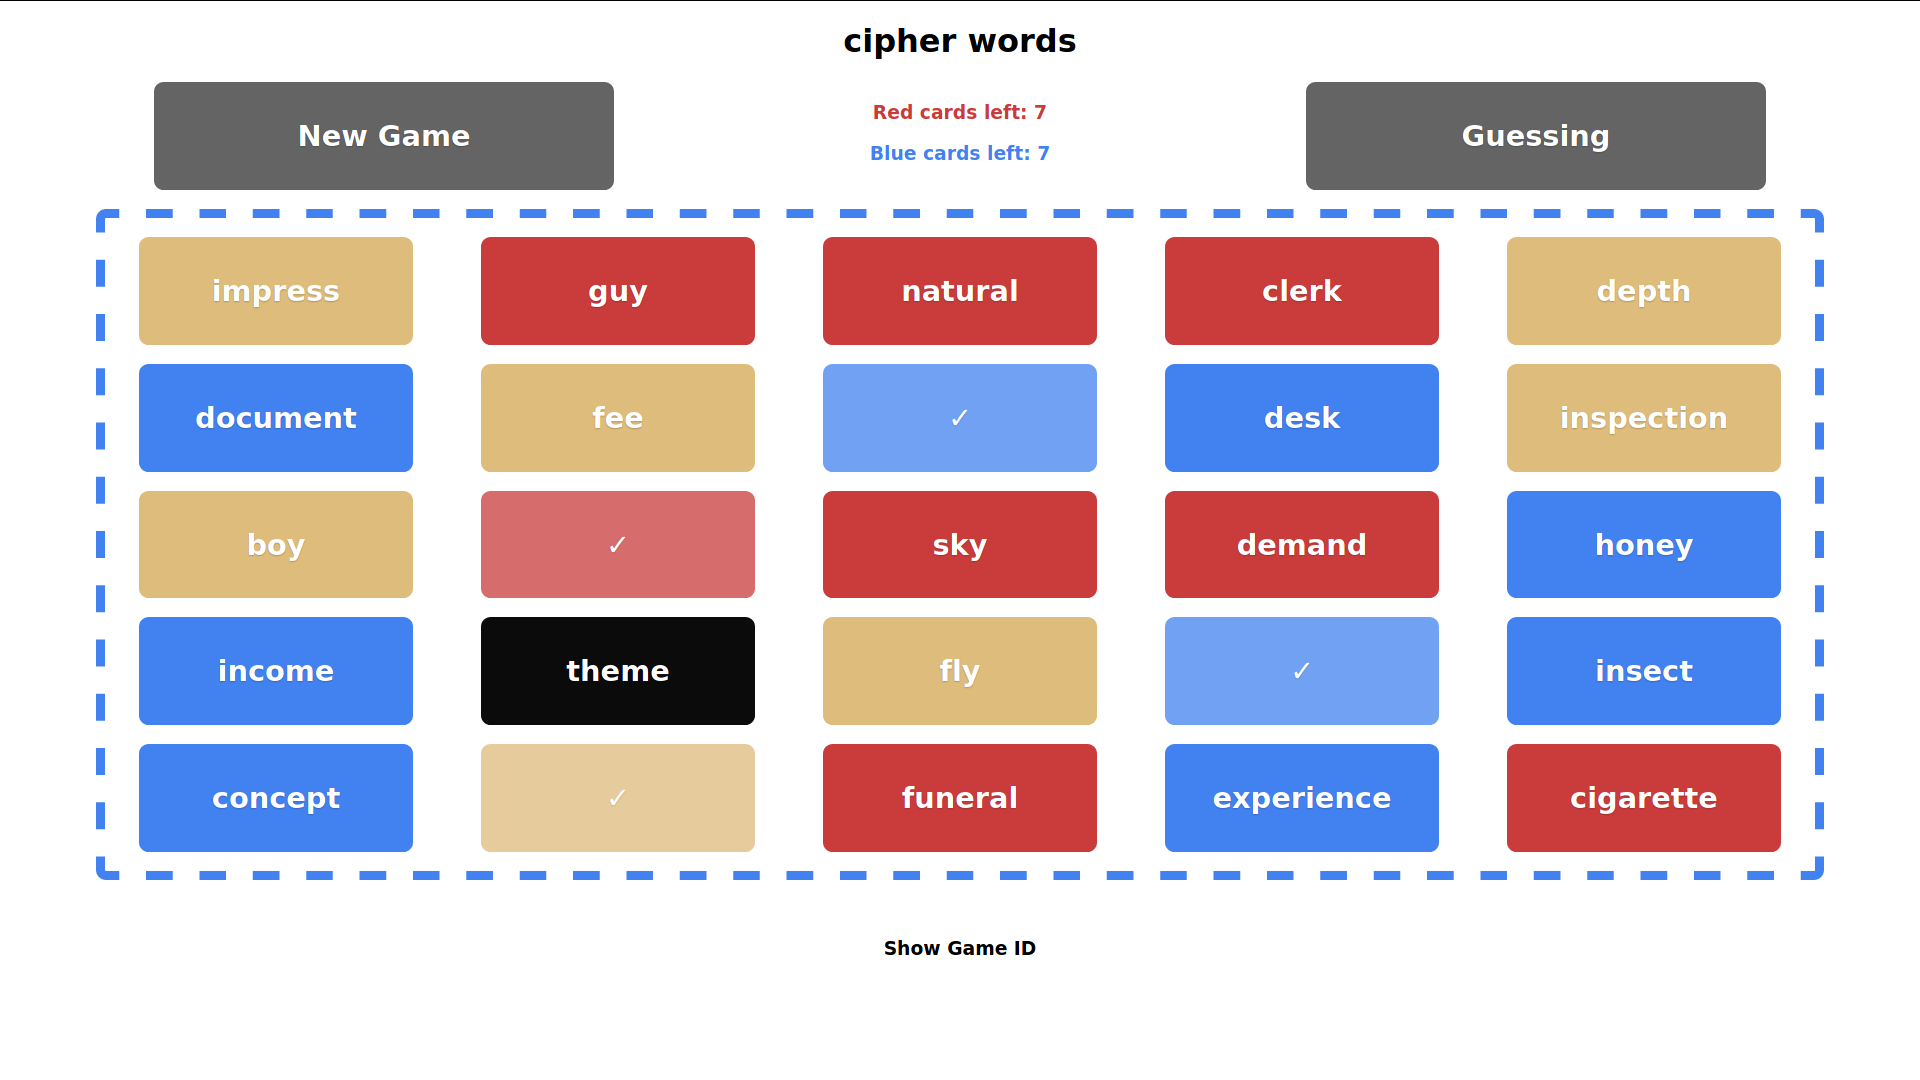 cipher words
New Game
Red cards left: 7
Blue cards left: 7
Guessing
impress
guy
natural
clerk
depth
document
fee
✓
desk
inspection
boy
✓
sky
demand
honey
income
theme
fly
✓
insect
concept
✓
funeral
experience
cigarette
Show Game ID